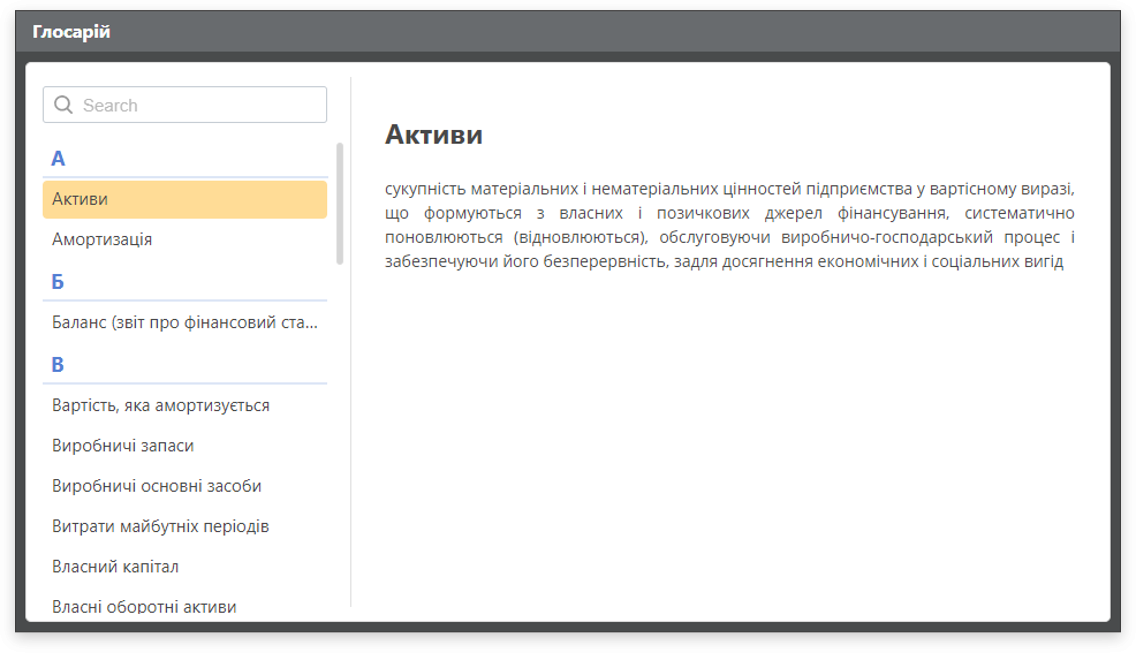 Глосарій
Search
А
Активи
Амортизація
Б
Баланс (звіт про фінансовий ста...
В
Вартість, яка амортизується
Виробничі запаси
Виробничі основні засоби
Витрати майбутніх періодів
Власний капітал
Власні оборотні активи
Активи
сукупність матеріальних і нематеріальних цінностей підприємства у вартісному виразі,
що формуються з власних і позичкових джерел фінансування, систематично
поновлюються (відновлюються), обслуговуючи виробничо-господарський процес і
забезпечуючи його безперервність, задля досягнення економічних і соціальних вигід